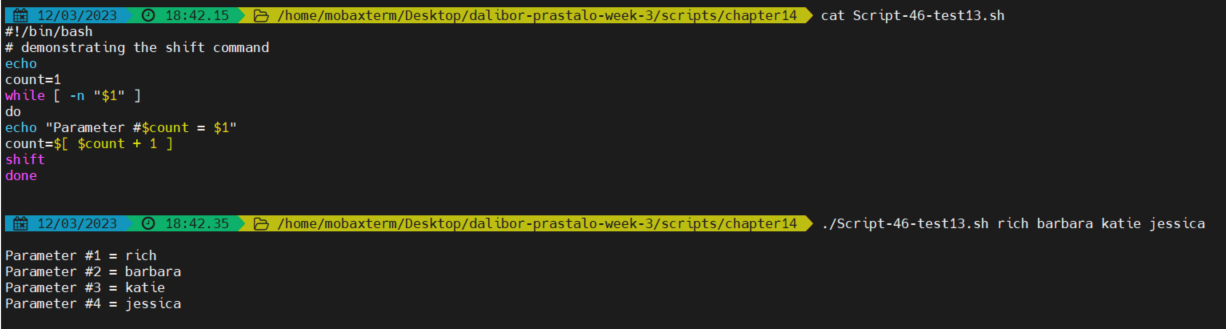 12/03/2023 18:42.15 /home/mobaxterm/Desktop/dalibor-prastalo-week-3/scripts/chapter14 cat Script-46-test13.sh
#!/bin/bash
# demonstrating the shift command
echo
count=1
while [ -n "$1" ]
do
echo "Parameter #$count = $1"
count=$[ $count + 1 ]
shift
done
12/03/2023 18:42.35 /home/mobaxterm/Desktop/dalibor-prastalo-week-3/scripts/chapter14 ./Script-46-test13.sh rich barbara katie jessica
Parameter #1 = rich
Parameter #2 = barbara
Parameter #3 = katie
Parameter #4 = jessica